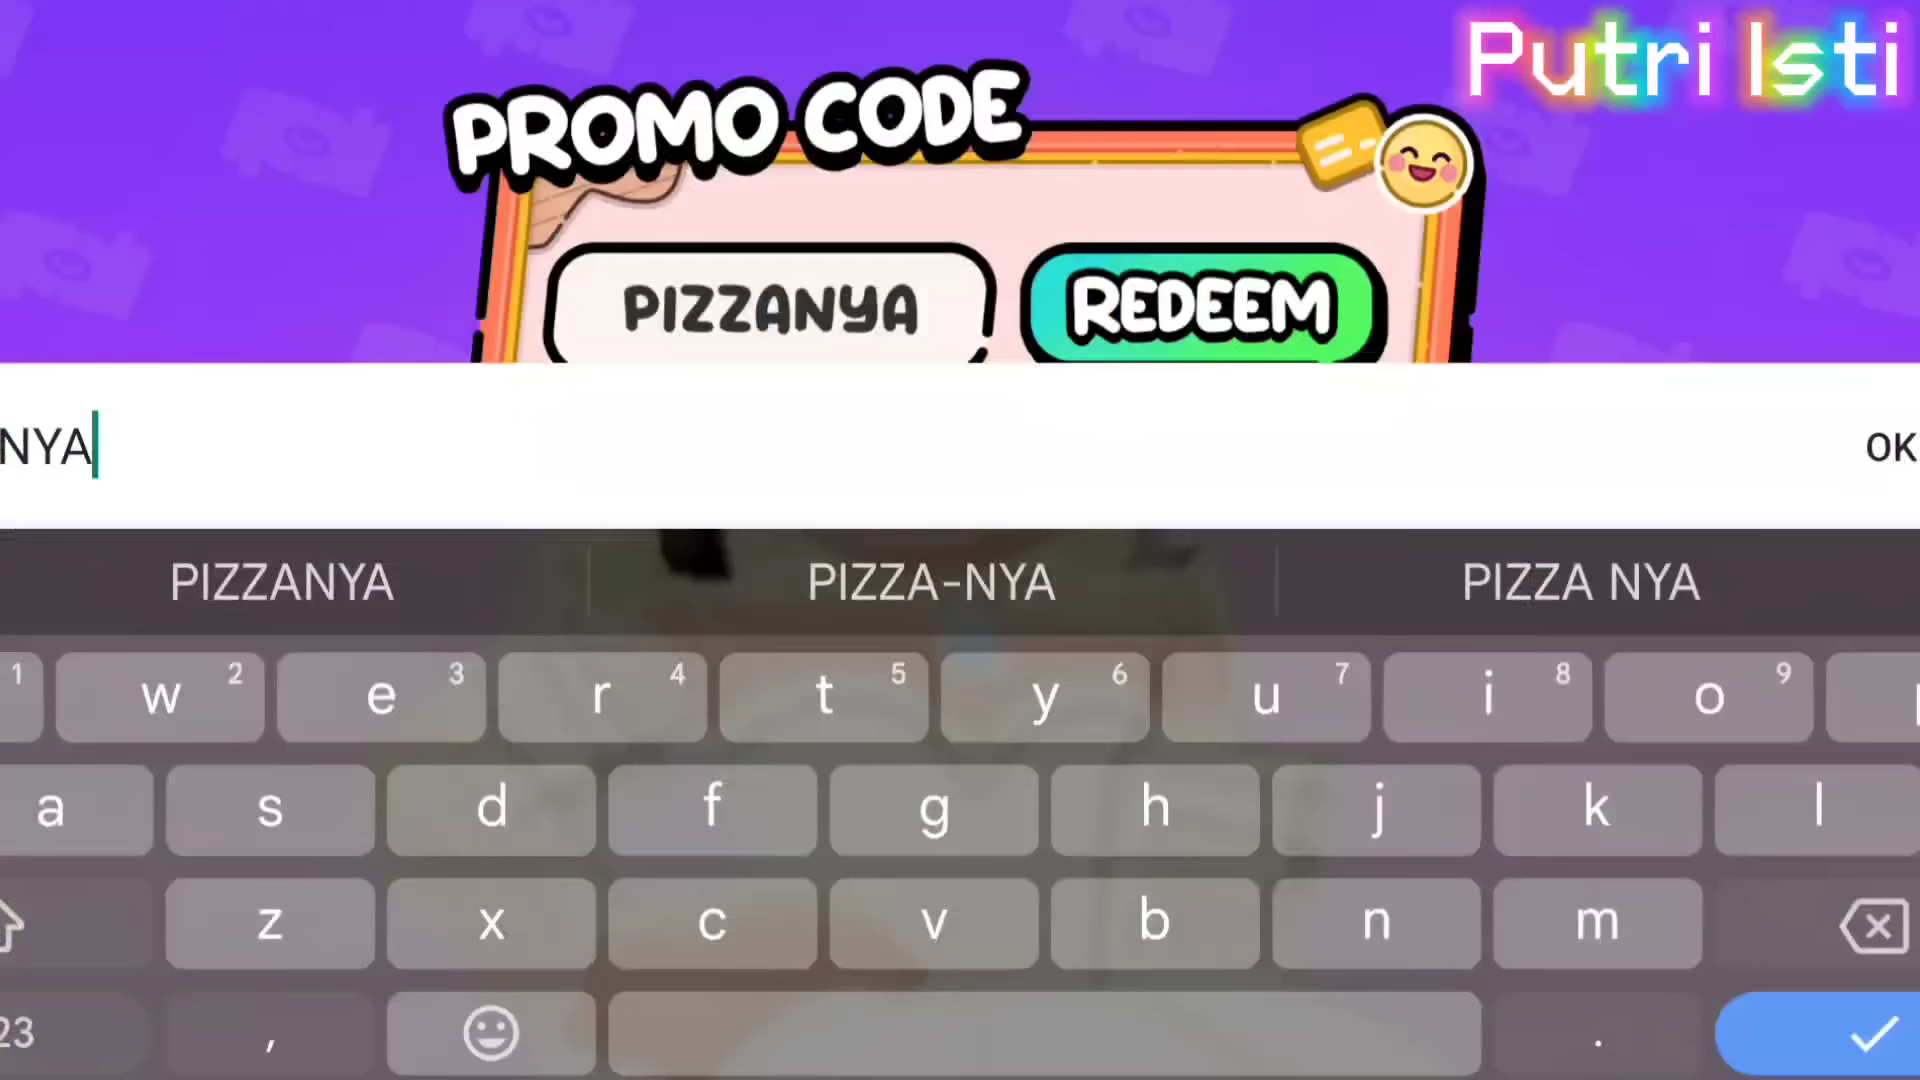 Putri Isti
PROMO CODE
PIZZANYA
REDEEM
NYA
OK
PIZZANYA
PIZZA-NYA
PIZZA NYA
1
w 2
e 3
r 4
t 5
y 6
u 7
i 8
o 9
a s d f g h j k l
z x c v b n m
23 , .